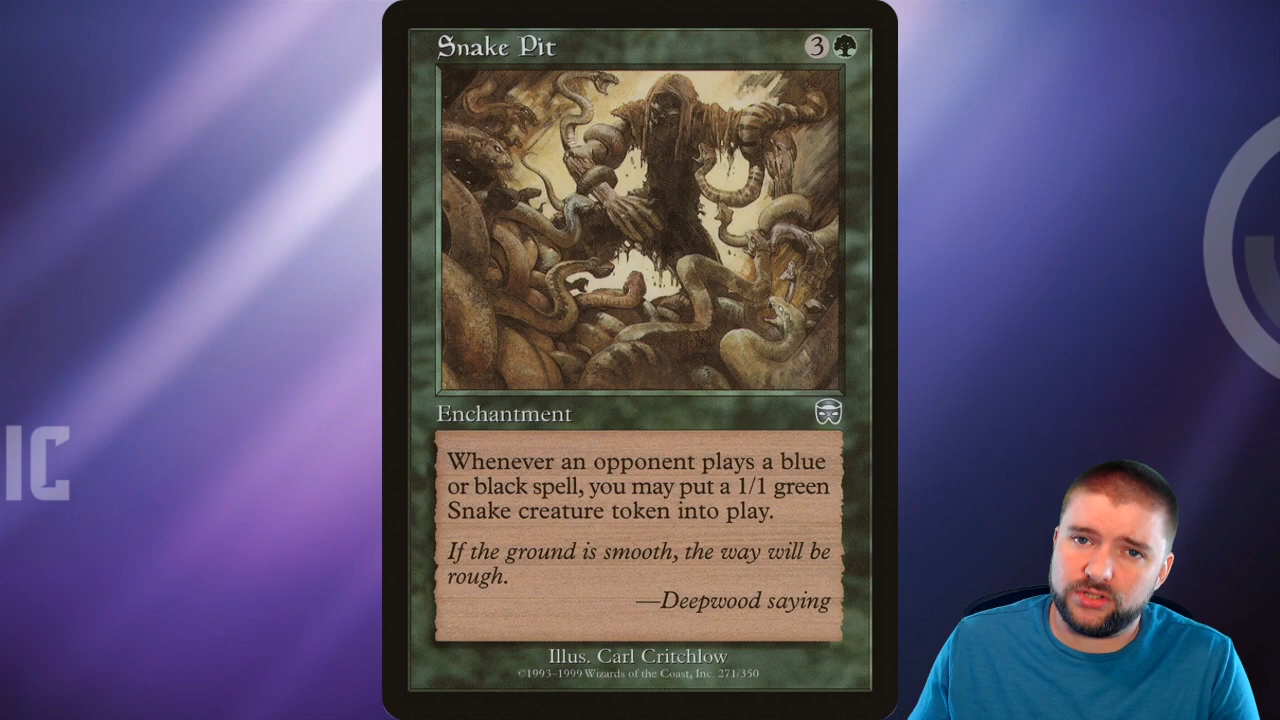 Snake Pit
3
IC
Enchantment
Whenever an opponent plays a blue
or black spell, you may put a 1/1 green
Snake creature token into play.
If the ground is smooth, the way will be
rough.
—Deepwood saying
Illus. Carl Critchlow
©1993–1999 Wizards of the Coast, Inc. 271/350